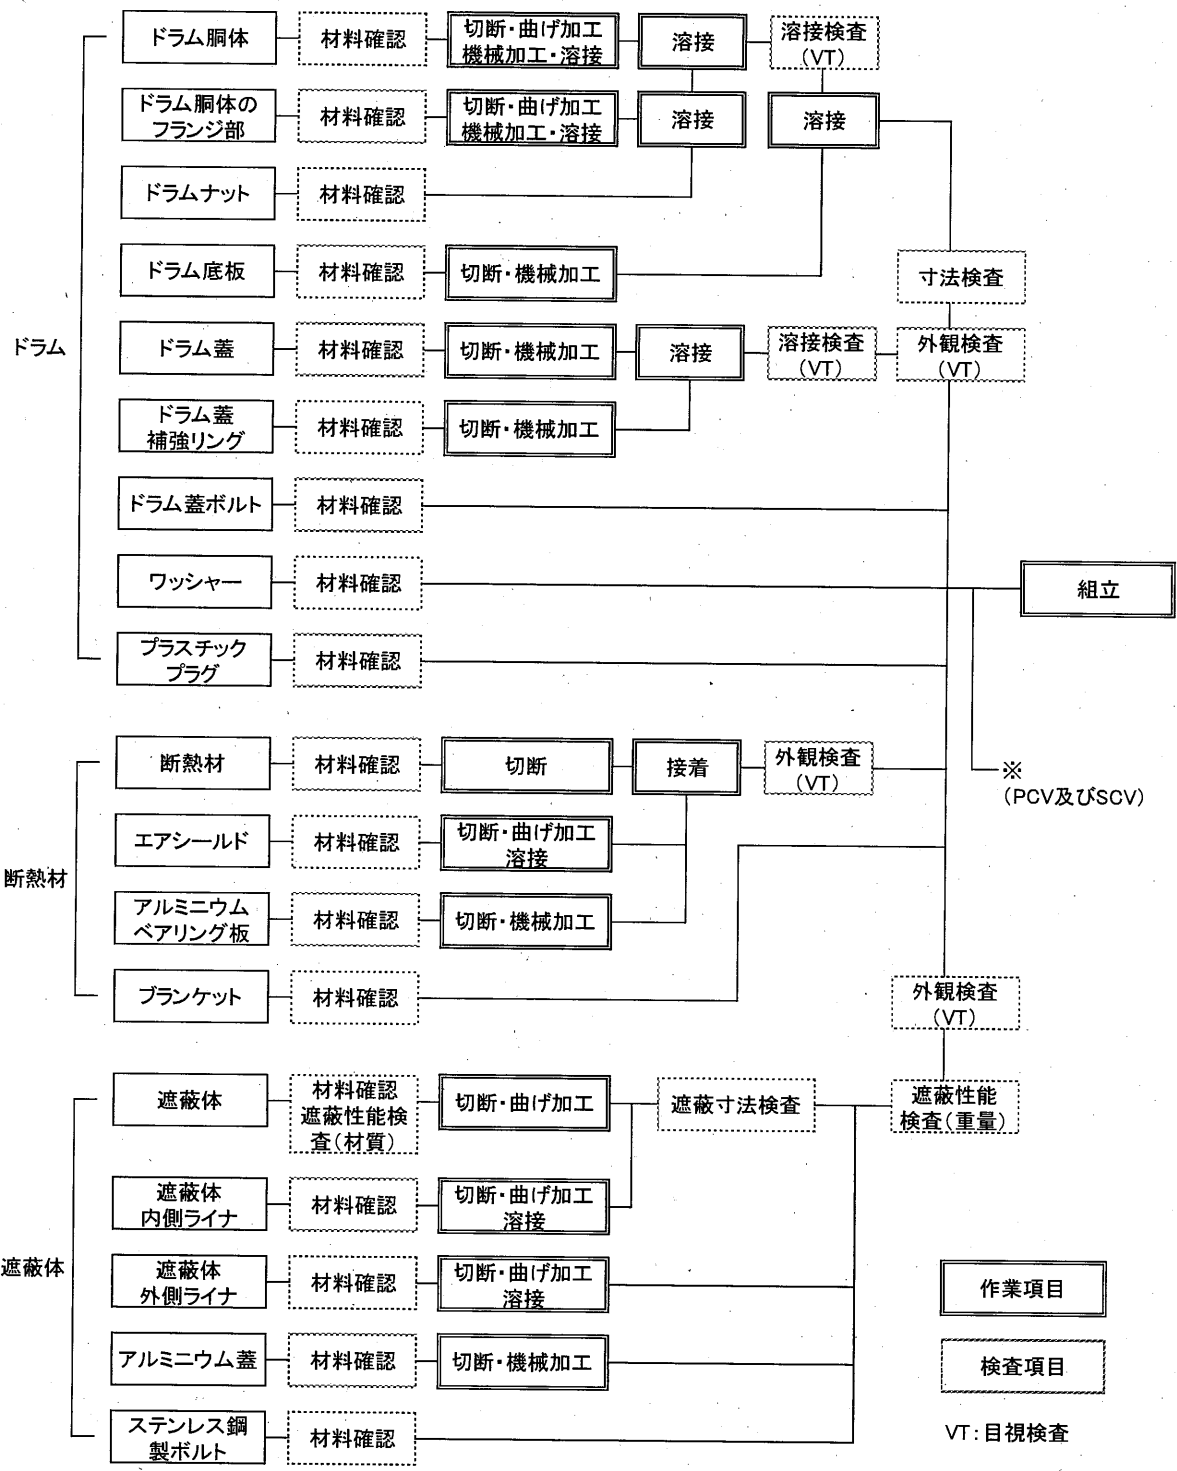 ドラム
ドラム胴体
材料確認
切断・曲げ加工
機械加工・溶接
溶接
溶接検査
(VT)
ドラム胴体の
フランジ部
材料確認
切断・曲げ加工
機械加工・溶接
溶接
溶接
ドラムナット
材料確認
ドラム底板
材料確認
切断・機械加工
寸法検査
ドラム蓋
材料確認
切断・機械加工
溶接
溶接検査
(VT)
外観検査
(VT)
ドラム蓋
補強リング
材料確認
切断・機械加工
ドラム蓋ボルト
材料確認
ワッシャー
材料確認
組立
プラスチック
プラグ
材料確認
断熱材
断熱材
材料確認
切断
接着
外観検査
(VT)
※
(PCV及びSCV)
エアシールド
材料確認
切断・曲げ加工
溶接
アルミニウム
ベアリング板
材料確認
切断・機械加工
ブランケット
材料確認
外観検査
(VT)
遮蔽体
遮蔽体
材料確認
遮蔽性能検
査(材質)
切断・曲げ加工
遮蔽寸法検査
遮蔽性能
検査(重量)
遮蔽体
内側ライナ
材料確認
切断・曲げ加工
溶接
遮蔽体
外側ライナ
材料確認
切断・曲げ加工
溶接
アルミニウム蓋
材料確認
切断・機械加工
ステンレス鋼
製ボルト
材料確認
作業項目
検査項目
VT:目視検査